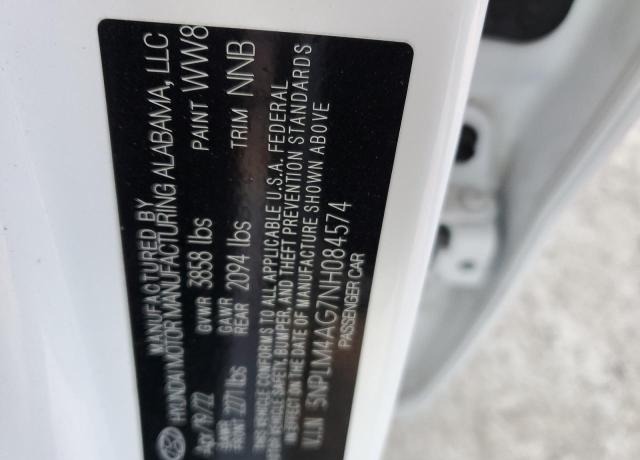 MANUFACTURED BY
HYUNDAI MOTOR MANUFACTURING ALABAMA, LLC
GVWR 3858 lbs PAINT WW8
2094 lbs TRIM NNB
GAWR REAR
THIS VEHICLE CONFORMS TO ALL APPLICABLE U.S.A. FEDERAL
MOTOR VEHICLE SAFETY, BUMPER, AND THEFT PREVENTION STANDARDS
IN EFFECT ON THE DATE OF MANUFACTURE SHOWN ABOVE
V.I.N 5NPLM4AG7NH084574
PASSENGER CAR